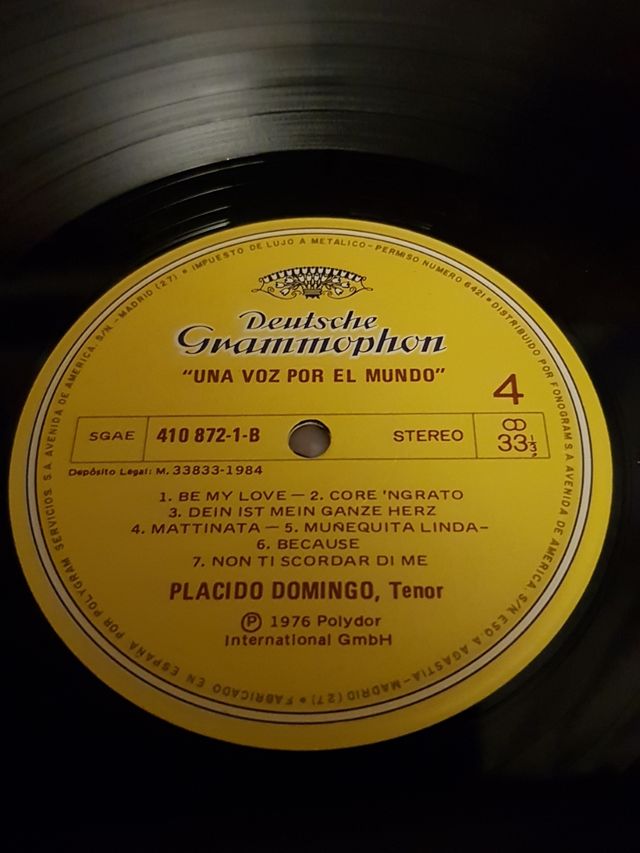 IMPUESTO DE LUJO A METALICO - PERMISO NUMERO 6421 • DISTRIBUIDO POR FONOGRAM S.A. AVENIDA DE AMERICA, S/N ESQ. A AGASTIA - MADRID (27) •
FABRICADO EN ESPAÑA POR POLYGRAM SERVICIOS, S.A. AVENIDA DE AMERICA, S/N. - MADRID (27) •
Deutsche
Grammophon
"UNA VOZ POR EL MUNDO"
4
SGAE 410 872-1-B STEREO 33 1/3
Depósito Legal: M. 33833-1984
1. BE MY LOVE — 2. CORE 'NGRATO
3. DEIN IST MEIN GANZE HERZ
4. MATTINATA — 5. MUÑEQUITA LINDA -
6. BECAUSE
7. NON TI SCORDAR DI ME
PLACIDO DOMINGO, Tenor
Ⓟ 1976 Polydor
International GmbH